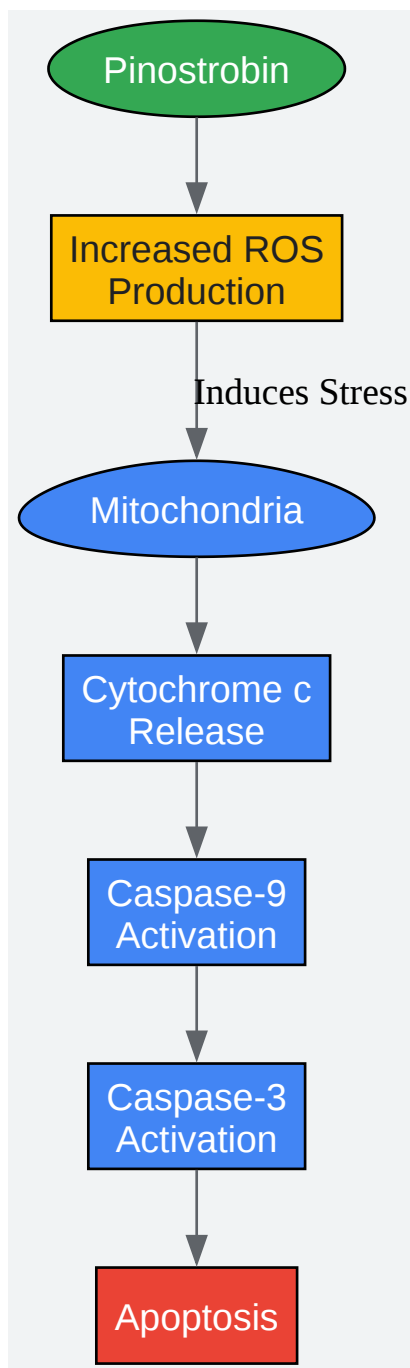 Pinostrobin
Increased ROS
Production
Induces Stress
Mitochondria
Cytochrome c
Release
Caspase-9
Activation
Caspase-3
Activation
Apoptosis